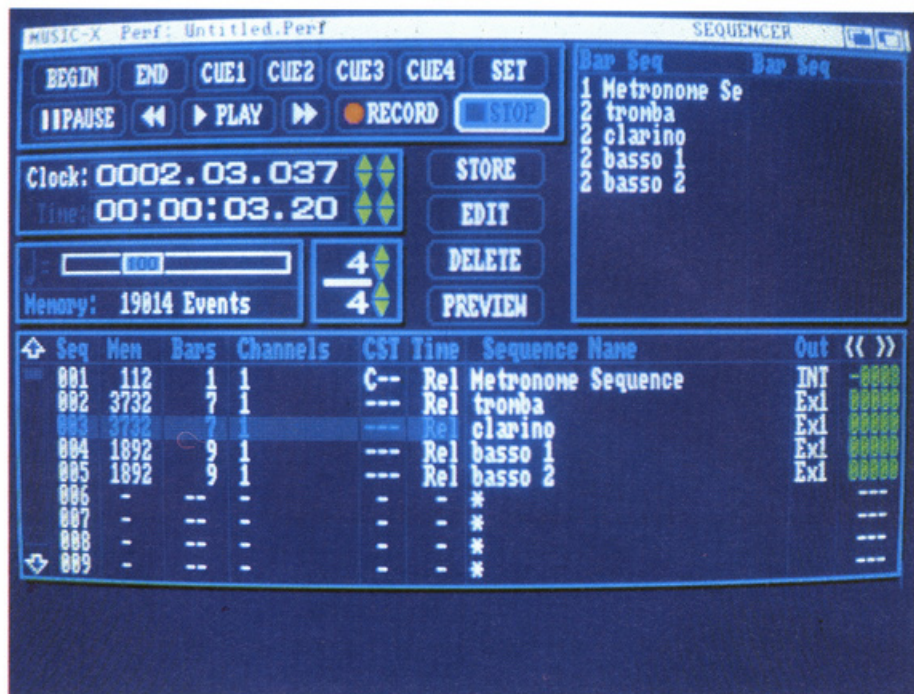 MUSIC-X Perf: Untitled.Perf SEQUENCER
BEGIN END CUE1 CUE2 CUE3 CUE4 SET
PAUSE PLAY RECORD STOP
Bar Seq Bar Seq
1 Metronome Se
2 tromba
2 clarino
2 basso 1
2 basso 2
Clock: 0002.03.037
Time: 00:00:03.20
STORE
EDIT
DELETE
PREVIEW
100
Memory: 19014 Events
4
4
Seq Mem Bars Channels CST Time Sequence Name Out << >>
001 112 1 1 C-- Rel Metronome Sequence INT
002 3732 7 1 --- Rel tromba Ex1
003 3732 7 1 --- Rel clarino Ex1
004 1892 9 1 --- Rel basso 1 Ex1
005 1892 9 1 --- Rel basso 2 Ex1
006 - -- - - - * ---
007 - -- - - - * ---
008 - -- - - - * ---
009 - -- - - - * ---